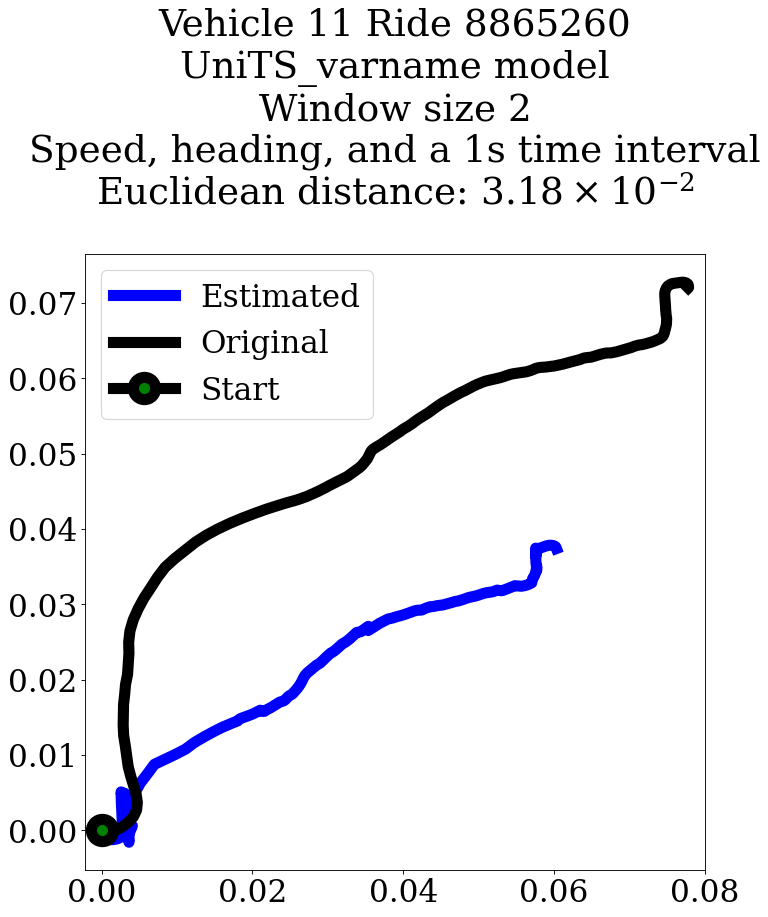 Vehicle 11 Ride 8865260
UniTS_varname model
Window size 2
Speed, heading, and a 1s time interval
Euclidean distance: 3.18 × 10⁻²
Estimated
Original
Start
0.07
0.06
0.05
0.04
0.03
0.02
0.01
0.00
0.00 0.02 0.04 0.06 0.08